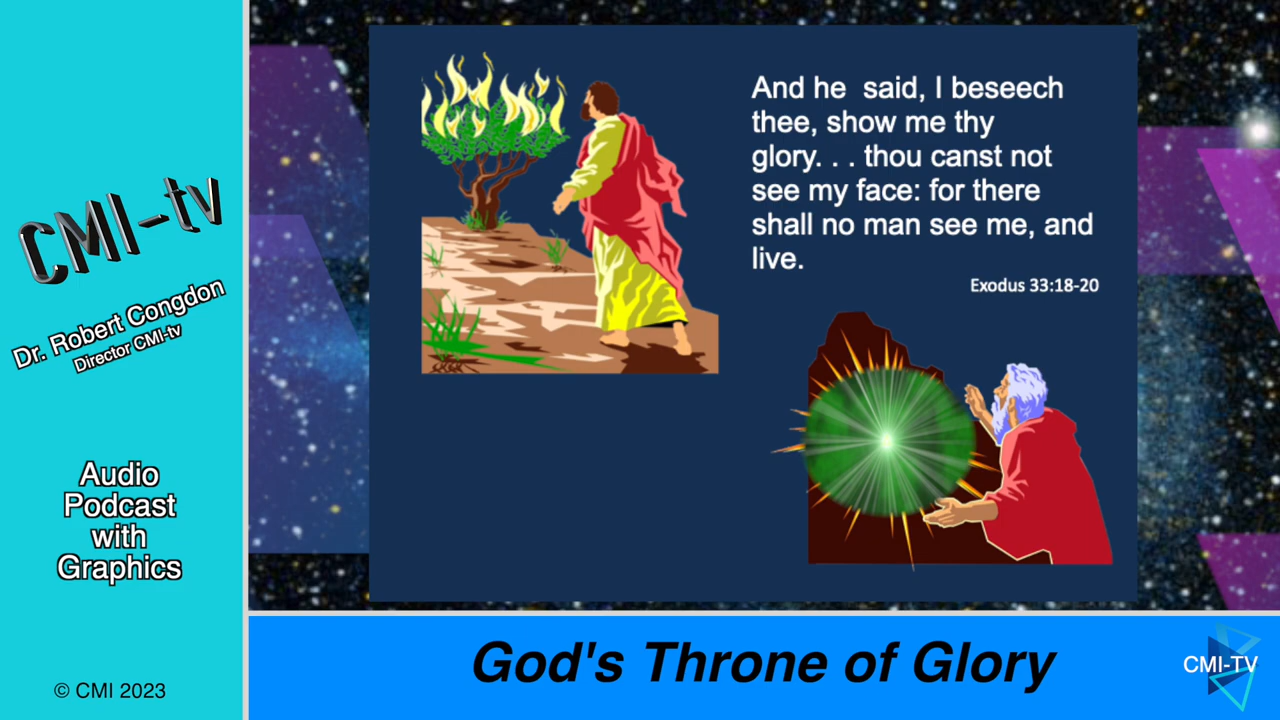 CMI-tv
Dr. Robert Congdon
Director CMI-tv
Audio
Podcast
with
Graphics
© CMI 2023
And he said, I beseech
thee, show me thy
glory. . . thou canst not
see my face: for there
shall no man see me, and
live.
Exodus 33:18-20
God's Throne of Glory
CMI-TV